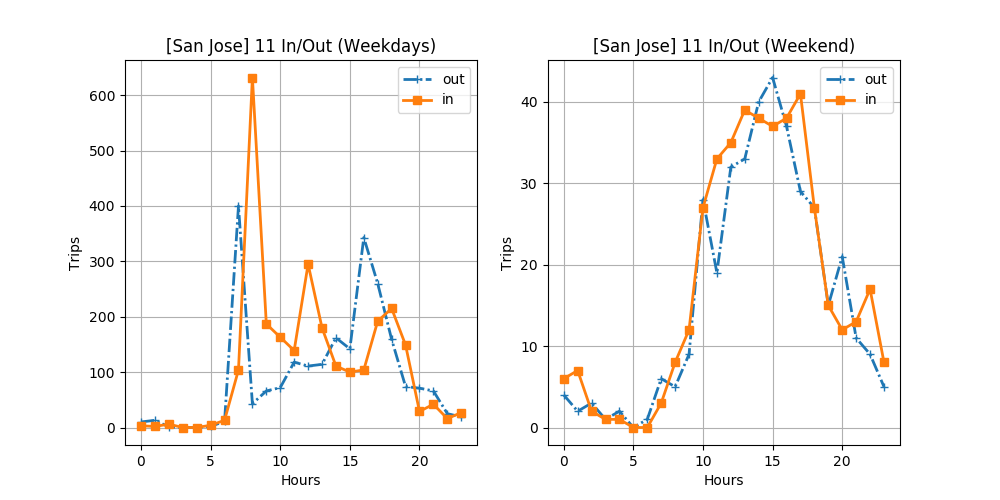 [San Jose] 11 In/Out (Weekdays)
out
in
600
500
400
300
200
100
0
Trips
0 5 10 15 20
Hours
[San Jose] 11 In/Out (Weekend)
out
in
40
30
20
10
0
Trips
0 5 10 15 20
Hours